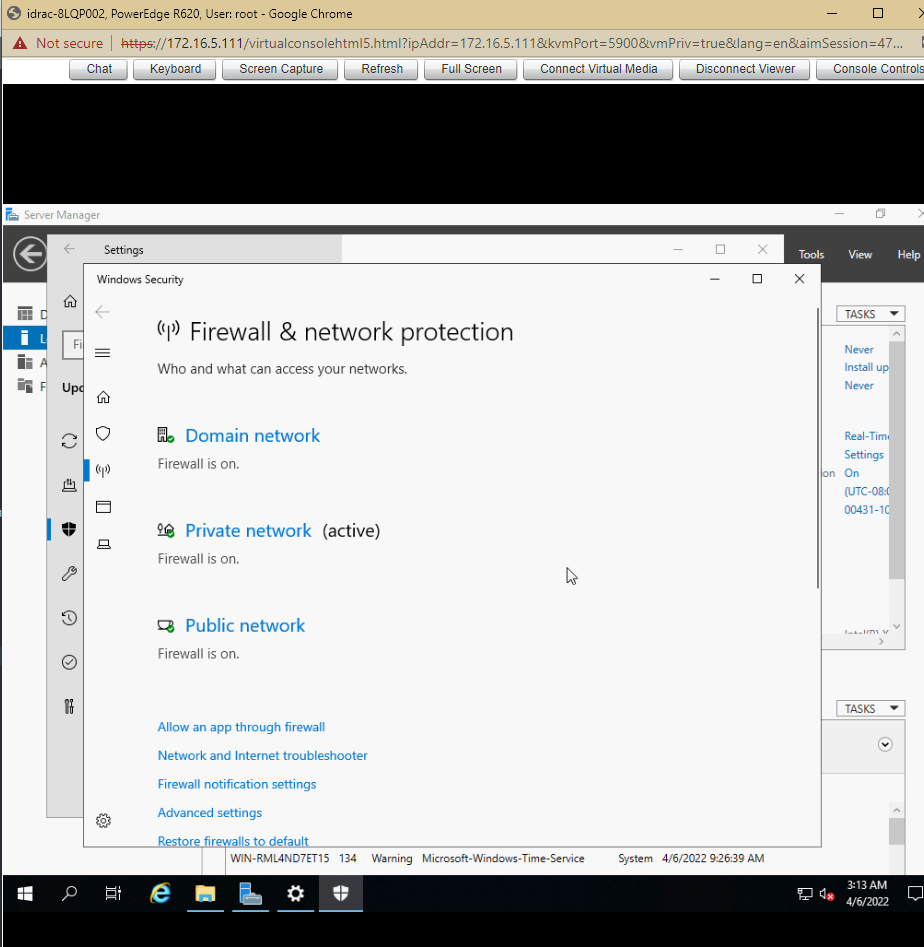 idrac-8LQP002, PowerEdge R620, User: root - Google Chrome
Not secure | https://172.16.5.111/virtualconsolehtml5.html?ipAddr=172.16.5.111&kvmPort=5900&vmPriv=true&lang=en&aimSession=47...
Chat Keyboard Screen Capture Refresh Full Screen Connect Virtual Media Disconnect Viewer Console Controls
Server Manager
Settings
Tools View Help
Windows Security
TASKS
Fi
Upd
Firewall & network protection
Who and what can access your networks.
Never
Install up
Never
Domain network
Firewall is on.
Real-Time
Settings
ion On
(UTC-08:0
00431-10
Private network (active)
Firewall is on.
Public network
Firewall is on.
TASKS
Allow an app through firewall
Network and Internet troubleshooter
Firewall notification settings
Advanced settings
Restore firewalls to default
WIN-RML4ND7ET15 134 Warning Microsoft-Windows-Time-Service System 4/6/2022 9:26:39 AM
3:13 AM
4/6/2022